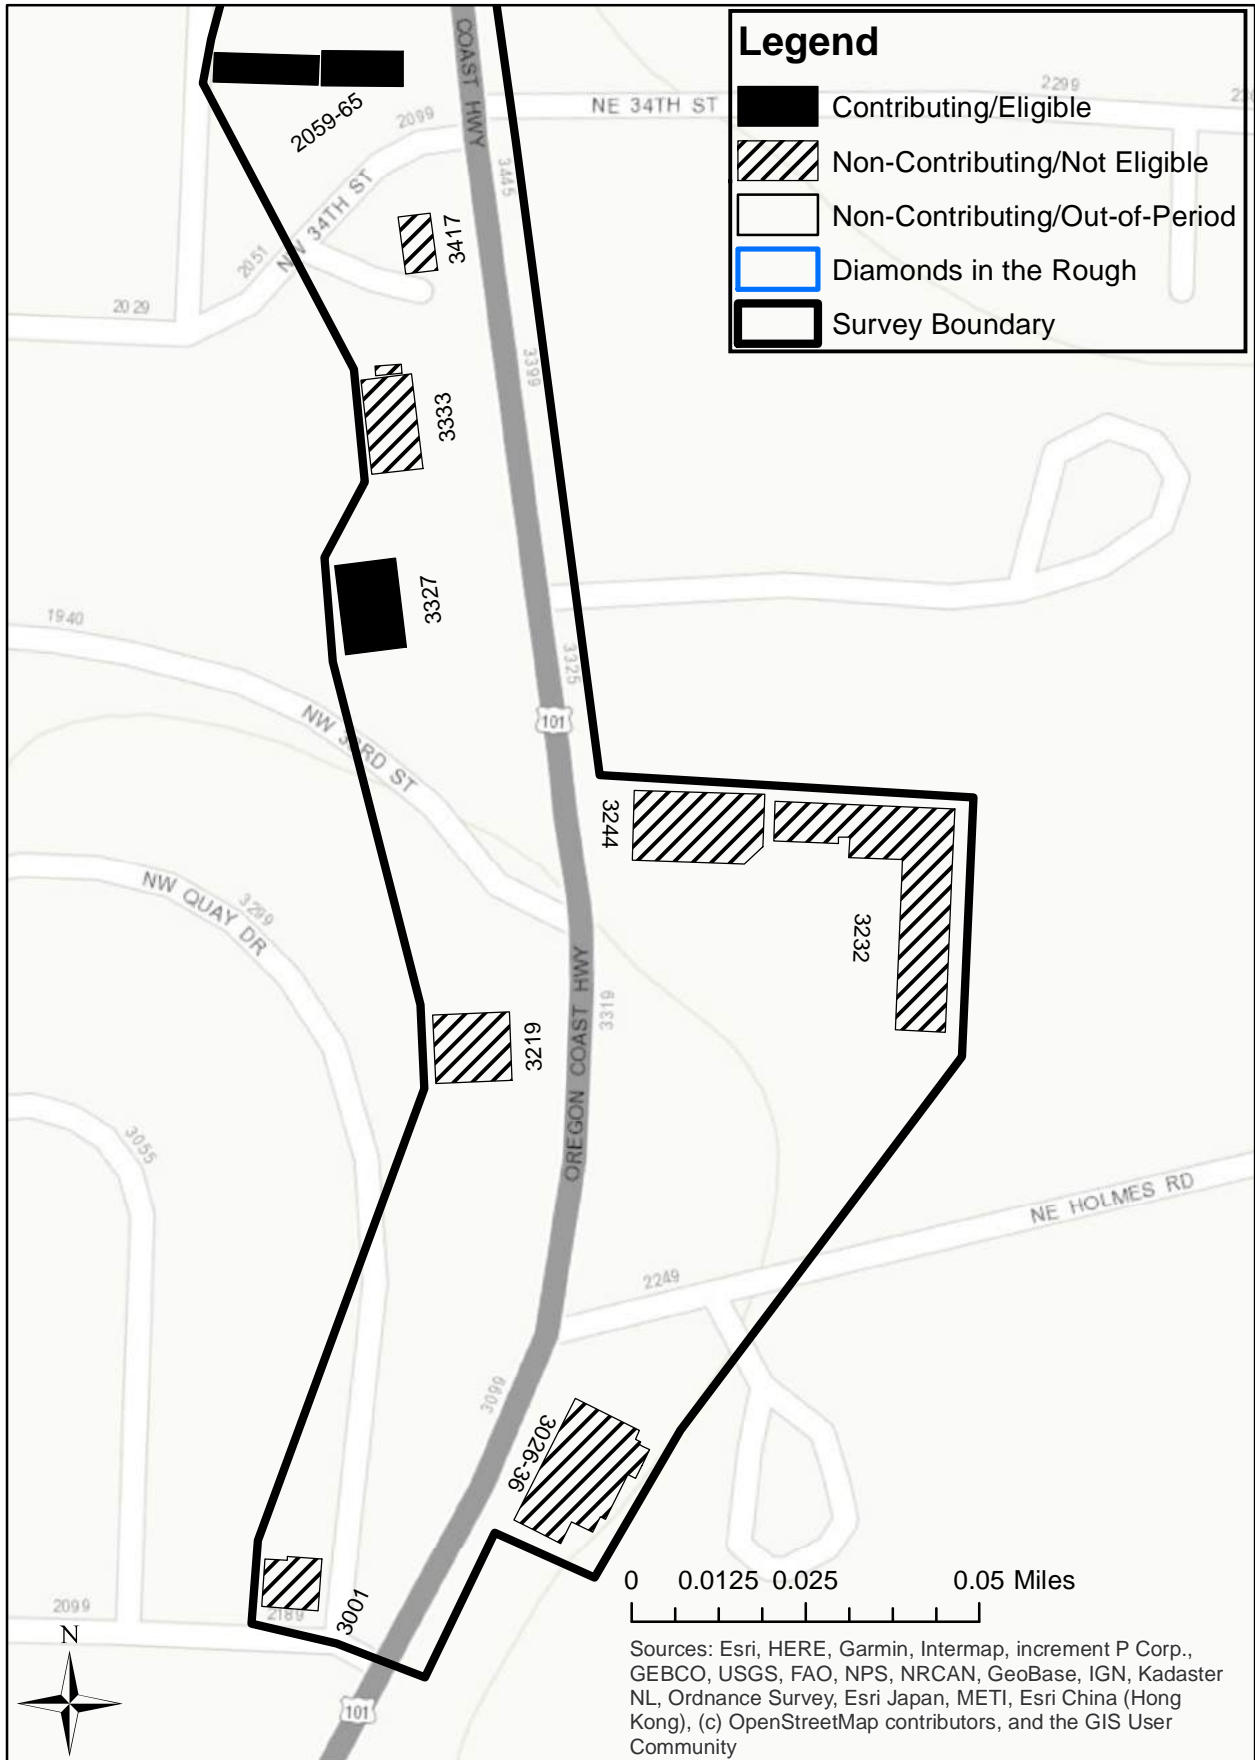 Legend
Contributing/Eligible
Non-Contributing/Not Eligible
Non-Contributing/Out-of-Period
Diamonds in the Rough
Survey Boundary
COAST HWY
NE 34TH ST
2299
2059-65
2099
3445
NW 34TH ST
2051
3417
2029
3399
3333
3327
1940
3325
NW 33RD ST
101
3244
3232
NW QUAY DR
3299
OREGON COAST HWY
3319
3219
3055
NE HOLMES RD
2249
3099
3026-36
3001
2189
2099
N
101
0 0.0125 0.025 0.05 Miles
Sources: Esri, HERE, Garmin, Intermap, increment P Corp.,
GEBCO, USGS, FAO, NPS, NRCAN, GeoBase, IGN, Kadaster
NL, Ordnance Survey, Esri Japan, METI, Esri China (Hong
Kong), (c) OpenStreetMap contributors, and the GIS User
Community